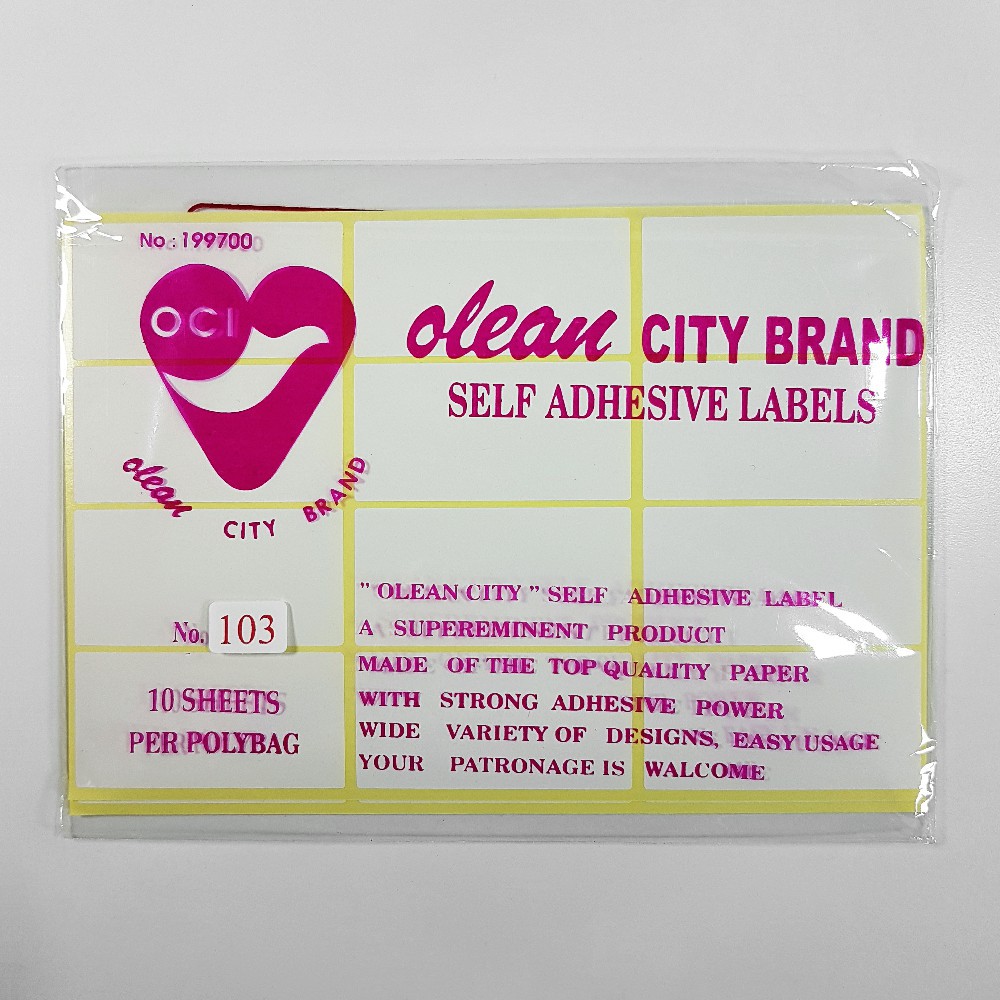 No : 199700
OCI
olean CITY BRAND
olean CITY BRAND
SELF ADHESIVE LABELS
No. 103
10 SHEETS
PER POLYBAG
" OLEAN CITY " SELF ADHESIVE LABEL
A SUPEREMINENT PRODUCT
MADE OF THE TOP QUALITY PAPER
WITH STRONG ADHESIVE POWER
WIDE VARIETY OF DESIGNS, EASY USAGE
YOUR PATRONAGE IS WALCOME